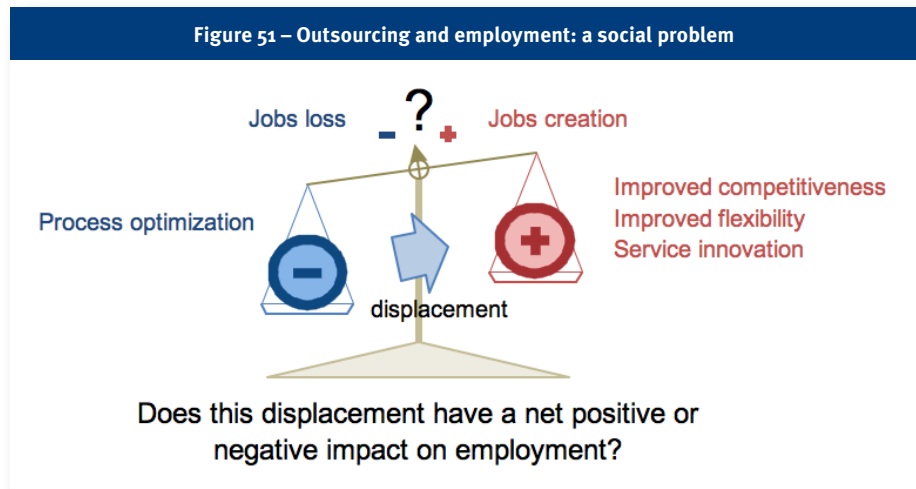 Figure 51 – Outsourcing and employment: a social problem
Jobs loss
- ? +
Jobs creation
Process optimization
Improved competitiveness
Improved flexibility
Service innovation
displacement
Does this displacement have a net positive or
negative impact on employment?